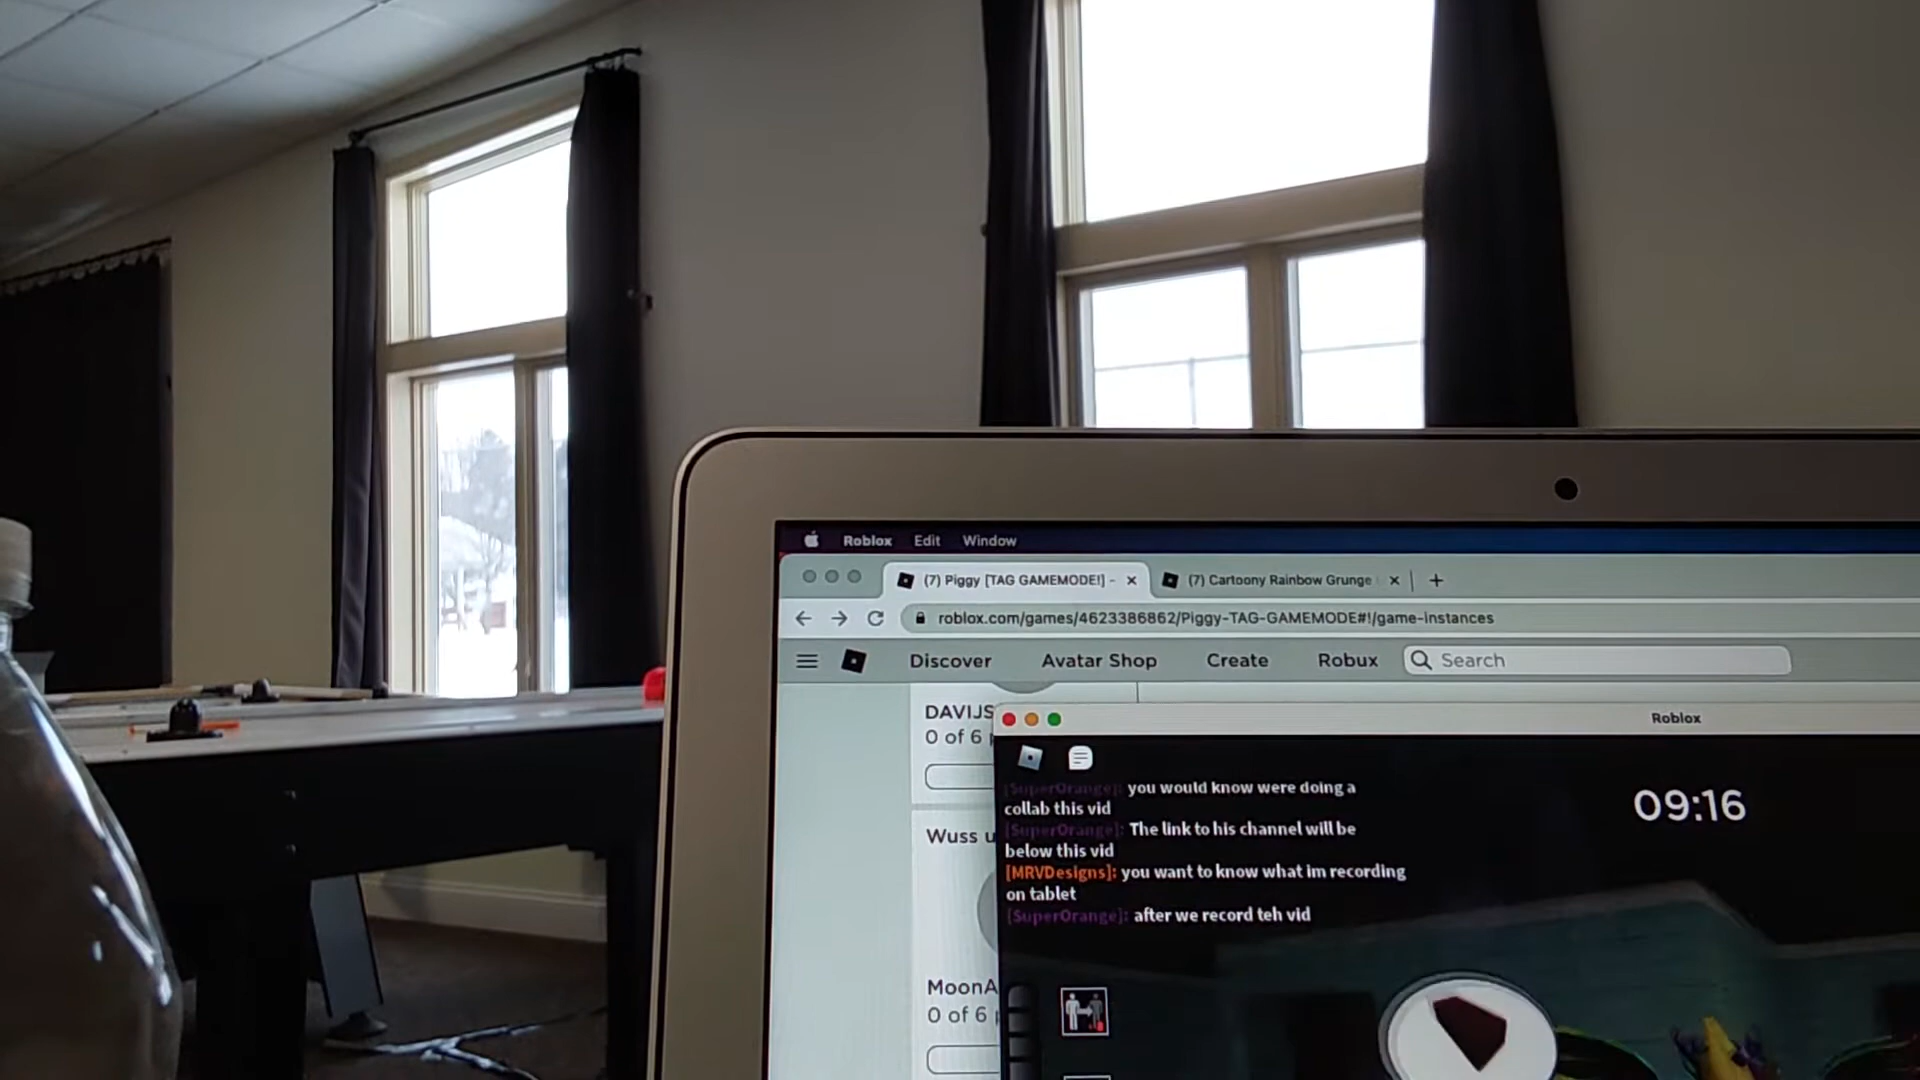 Roblox Edit Window
(7) Piggy [TAG GAMEMODE!] -
(7) Cartoony Rainbow Grunge
roblox.com/games/4623386862/Piggy-TAG-GAMEMODE#!/game-instances
Discover Avatar Shop Create Robux Search
DAVIJS
0 of 6
Roblox
[SuperOrange]: you would know were doing a
collab this vid
09:16
[SuperOrange]: The link to his channel will be
below this vid
Wuss u
[MRVDesigns]: you want to know what im recording
on tablet
[SuperOrange]: after we record teh vid
MoonA
0 of 6